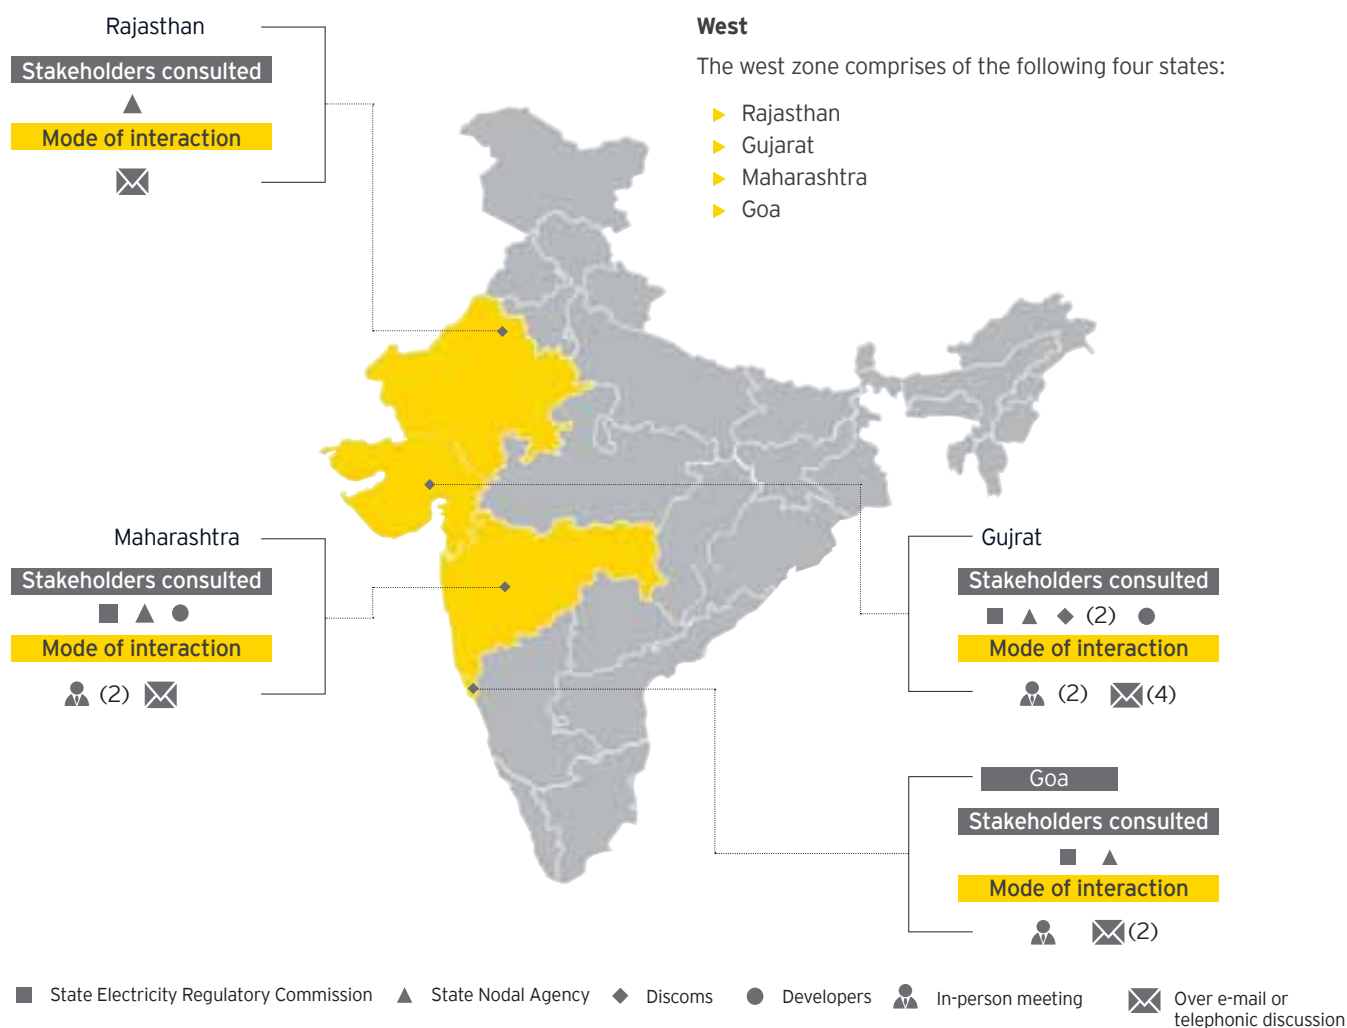 Rajasthan
Stakeholders consulted
Mode of interaction
West
The west zone comprises of the following four states:
Rajasthan
Gujarat
Maharashtra
Goa
Maharashtra
Stakeholders consulted
Mode of interaction
(2)
Gujrat
Stakeholders consulted
(2)
Mode of interaction
(2) (4)
Goa
Stakeholders consulted
Mode of interaction
(2)
State Electricity Regulatory Commission State Nodal Agency Discoms Developers In-person meeting Over e-mail or
telephonic discussion